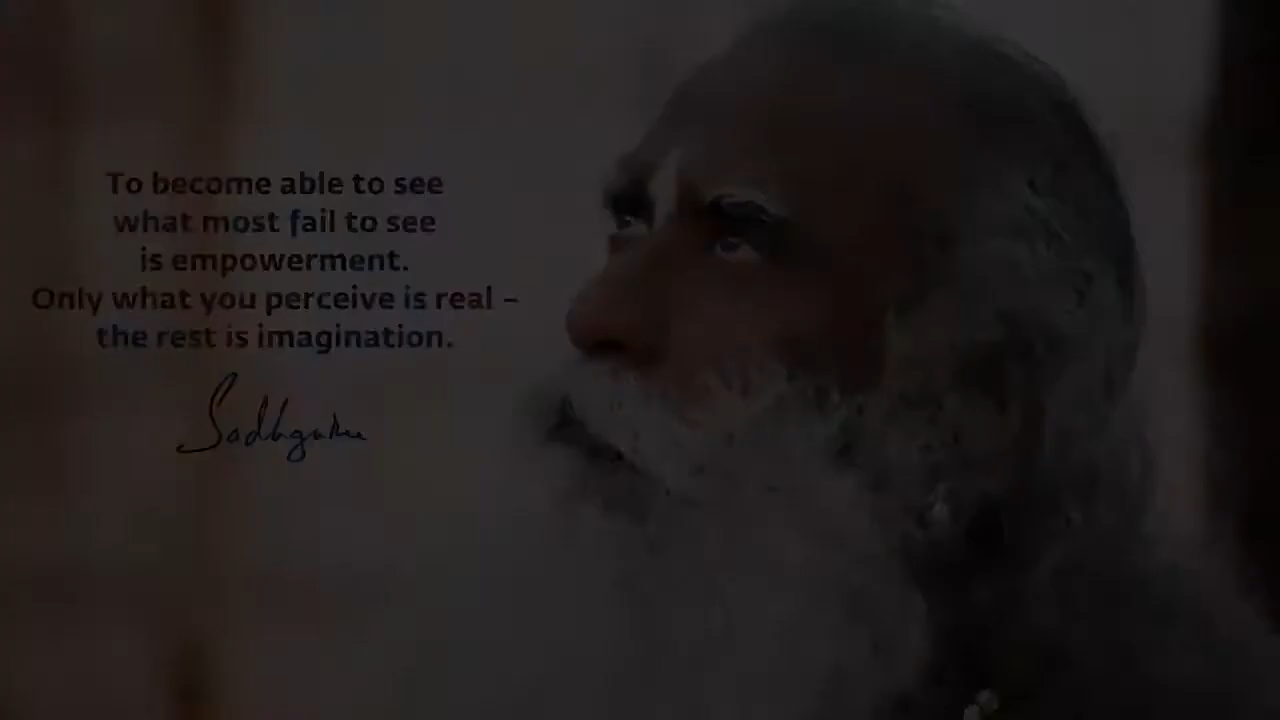 To become able to see
what most fail to see
is empowerment.
Only what you perceive is real –
the rest is imagination.
Sadhguru